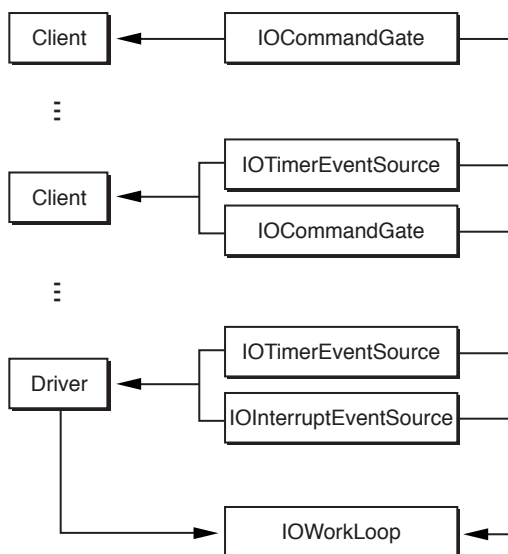 Client
IOCommandGate
IOTimerEventSource
Client
IOCommandGate
IOTimerEventSource
Driver
IOInterruptEventSource
IOWorkLoop